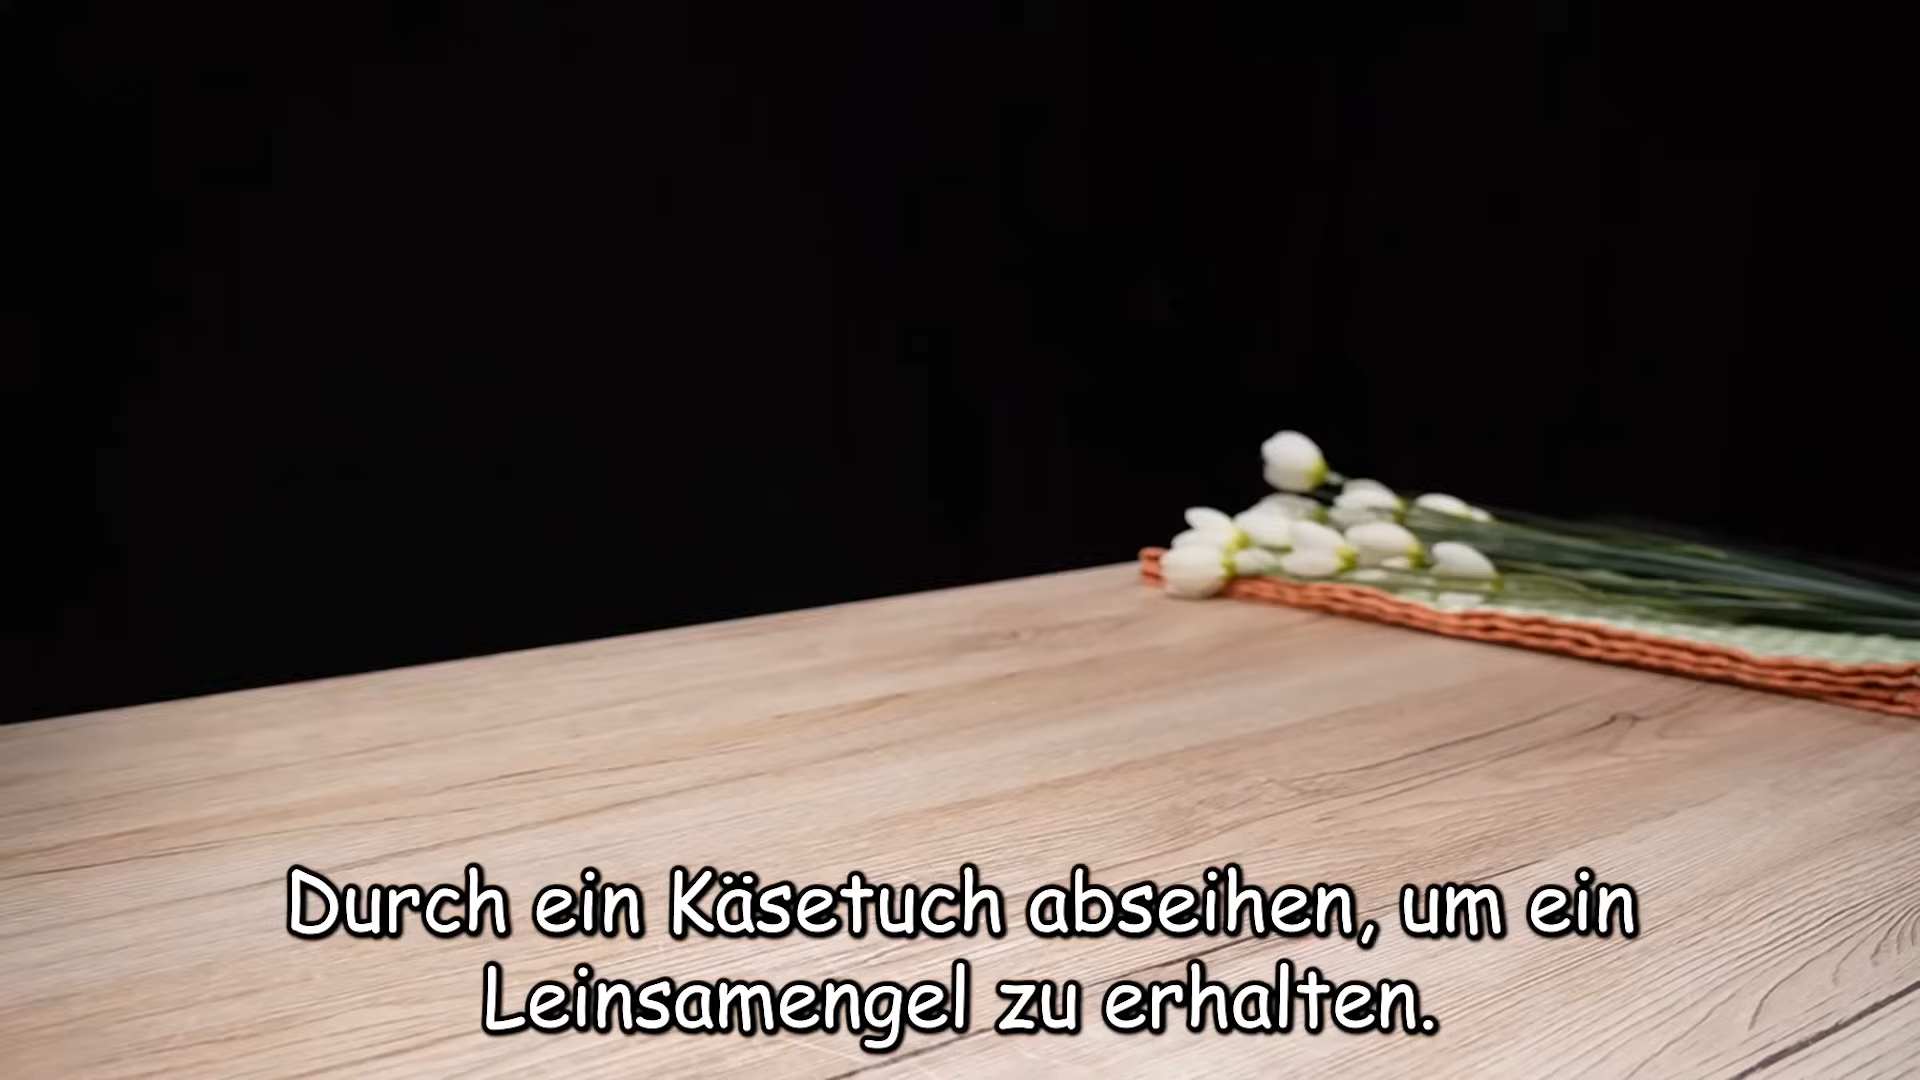 Durch ein Käsetuch abseihen, um ein
Leinsamengel zu erhalten.